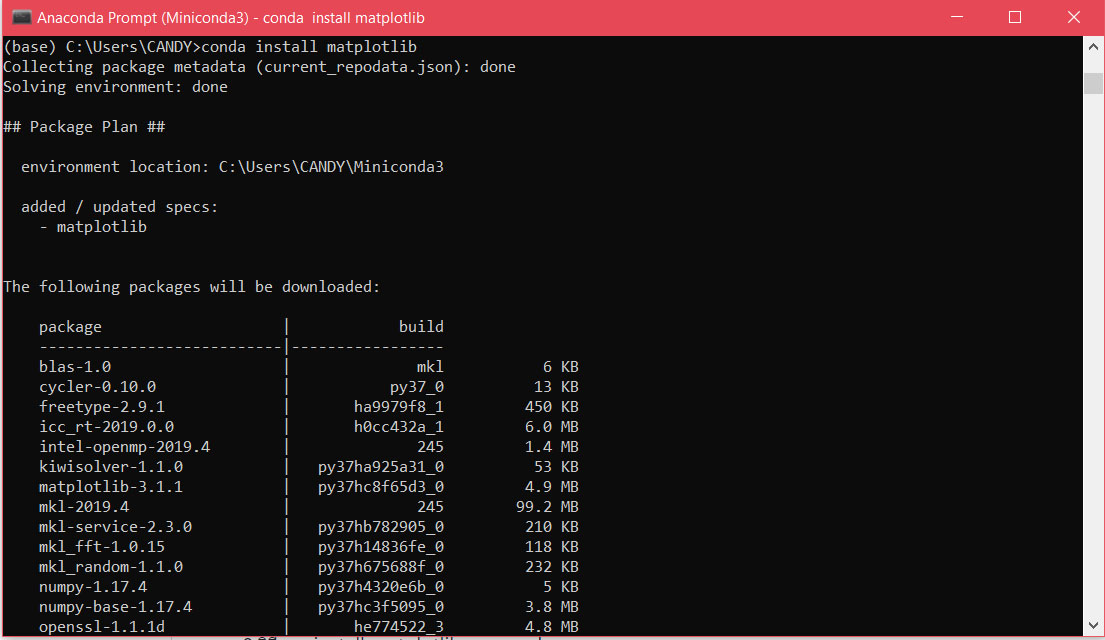 Anaconda Prompt (Miniconda3) - conda  install matplotlib
(base) C:\Users\CANDY>conda install matplotlib
Collecting package metadata (current_repodata.json): done
Solving environment: done
## Package Plan ##
environment location: C:\Users\CANDY\Miniconda3
added / updated specs:
- matplotlib
The following packages will be downloaded:
package | build
---------------------------|-----------------
blas-1.0 | mkl 6 KB
cycler-0.10.0 | py37_0 13 KB
freetype-2.9.1 | ha9979f8_1 450 KB
icc_rt-2019.0.0 | h0cc432a_1 6.0 MB
intel-openmp-2019.4 | 245 1.4 MB
kiwisolver-1.1.0 | py37ha925a31_0 53 KB
matplotlib-3.1.1 | py37hc8f65d3_0 4.9 MB
mkl-2019.4 | 245 99.2 MB
mkl-service-2.3.0 | py37hb782905_0 210 KB
mkl_fft-1.0.15 | py37h14836fe_0 118 KB
mkl_random-1.1.0 | py37h675688f_0 232 KB
numpy-1.17.4 | py37h4320e6b_0 5 KB
numpy-base-1.17.4 | py37hc3f5095_0 3.8 MB
openssl-1.1.1d | he774522_3 4.8 MB